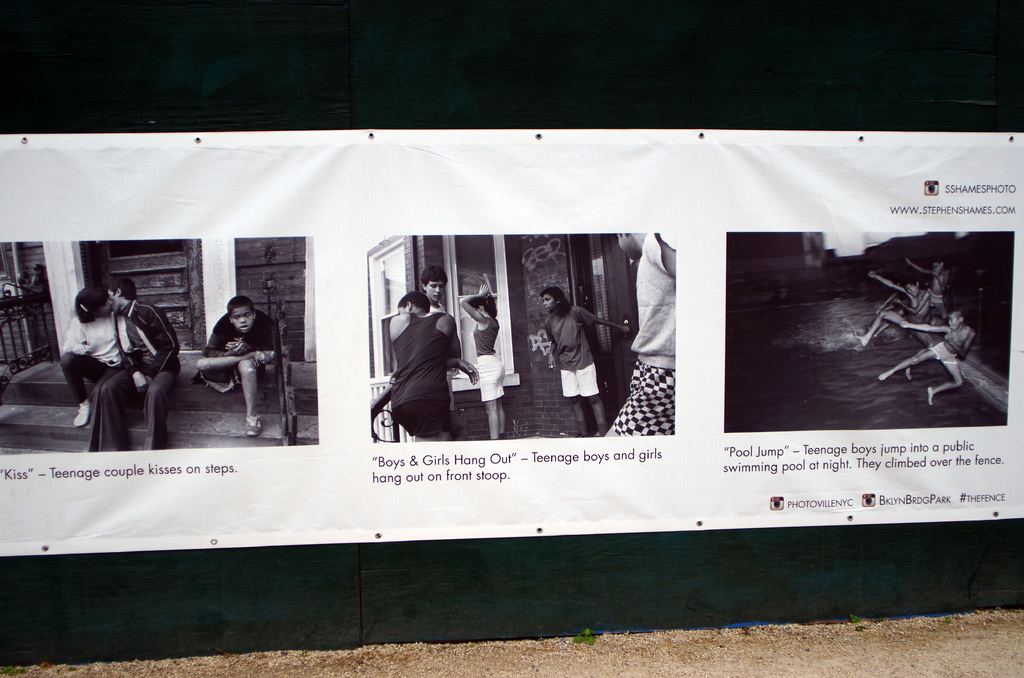 SSHAMESPHOTO
WWW.STEPHENSHAMES.COM
"Kiss" – Teenage couple kisses on steps.
"Boys & Girls Hang Out" – Teenage boys and girls
hang out on front stoop.
"Pool Jump" – Teenage boys jump into a public
swimming pool at night. They climbed over the fence.
PHOTOVILLENYC BKLYNBRDGPARK #THEFENCE